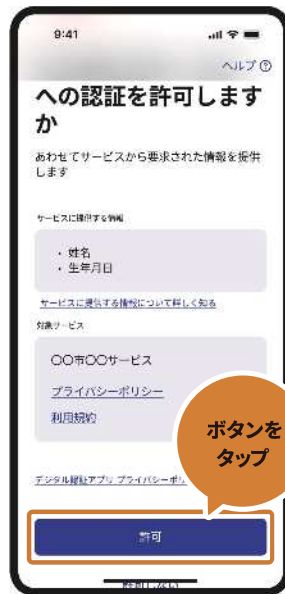 9:41
ヘルプ
への認証を許可します
か
あわせてサービスから要求された情報を提供
します
サービスに提供する情報
・姓名
・生年月日
サービスに提供する情報について詳しく知る
対象サービス
〇〇市〇〇サービス
プライバシーポリシー
利用規約
ボタンを
タップ
デジタル認証アプリ プライバシーポリ
許可
許可しない